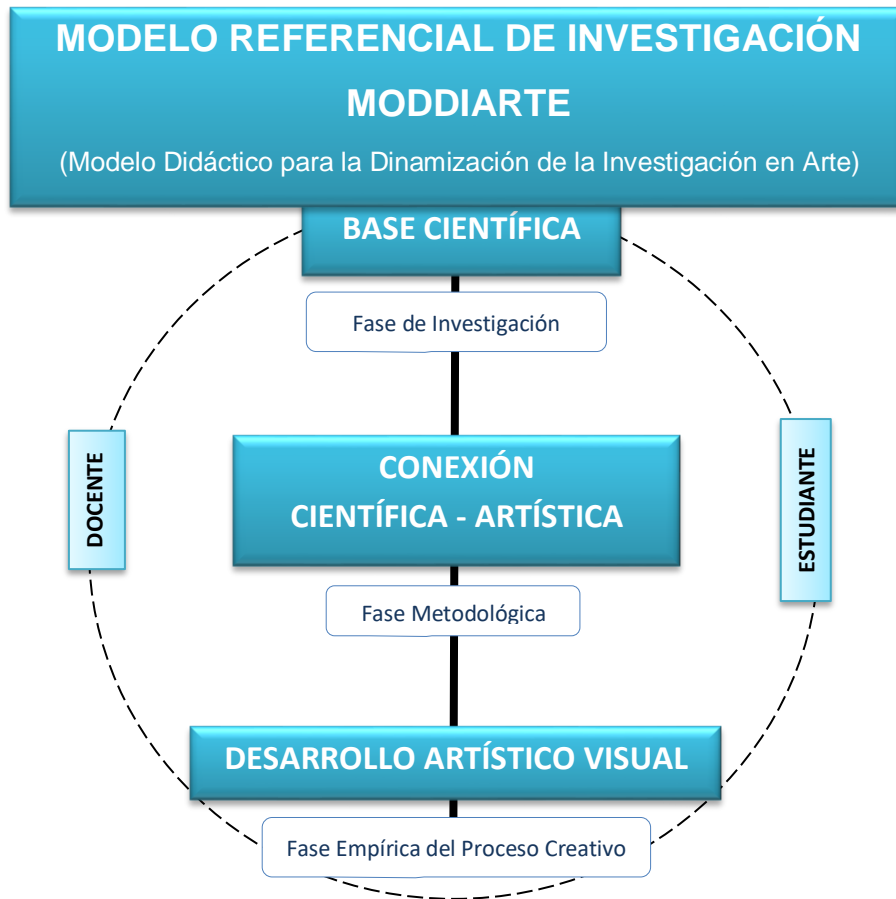 MODELO REFERENCIAL DE INVESTIGACIÓN
MODDIARTE
(Modelo Didáctico para la Dinamización de la Investigación en Arte)
BASE CIENTÍFICA
Fase de Investigación
CONEXIÓN
CIENTÍFICA - ARTÍSTICA
DOCENTE
ESTUDIANTE
Fase Metodológica
DESARROLLO ARTÍSTICO VISUAL
Fase Empírica del Proceso Creativo